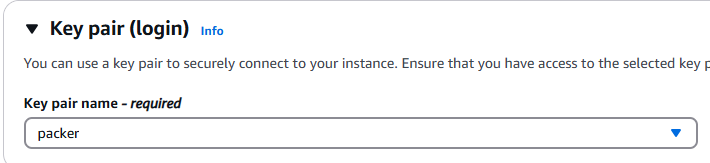 Key pair (login) Info
You can use a key pair to securely connect to your instance. Ensure that you have access to the selected key
Key pair name - required
packer